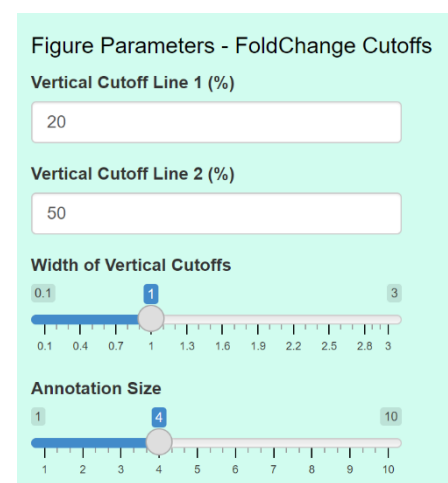 Figure Parameters - FoldChange Cutoffs
Vertical Cutoff Line 1 (%)
20
Vertical Cutoff Line 2 (%)
50
Width of Vertical Cutoffs
0.1 1 3
0.1 0.4 0.7 1 1.3 1.6 1.9 2.2 2.5 2.8 3
Annotation Size
1 4 10
1 2 3 4 5 6 7 8 9 10